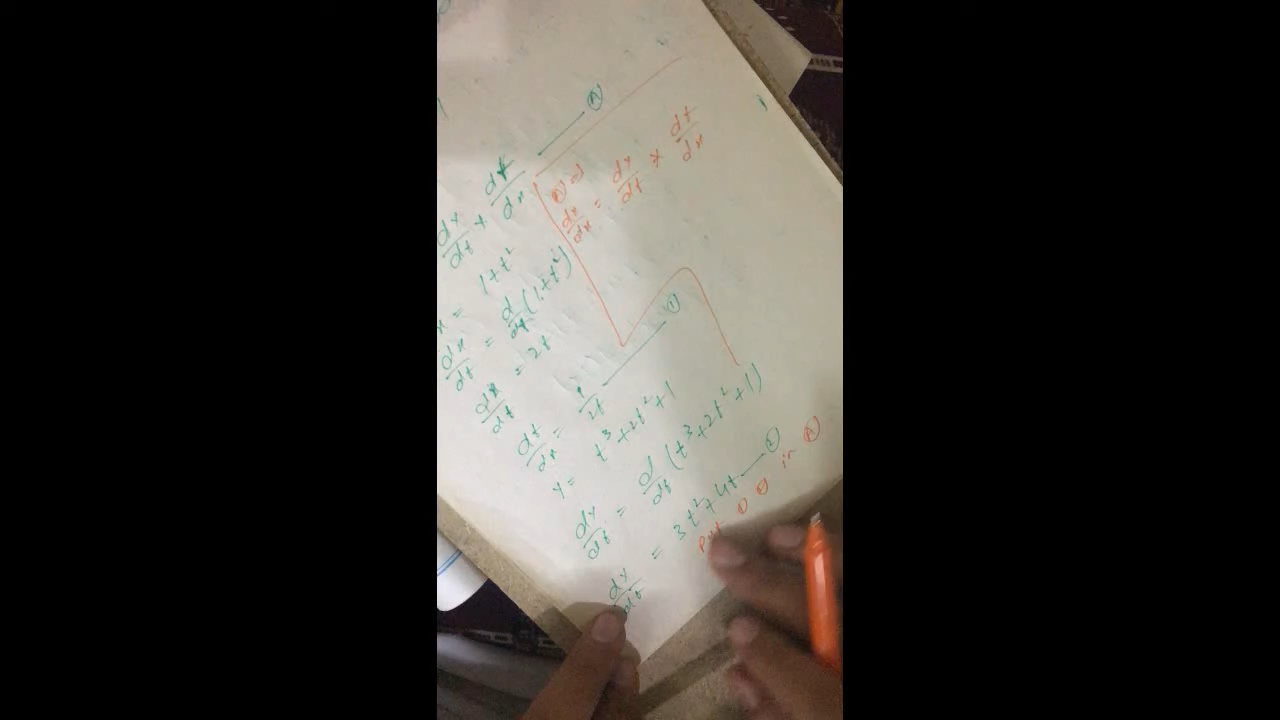 dy/dt × dt/dx → (A)
x = 1+t²
dx/dt = d/dt (1+t²)
dx/dt = 2t
dt/dx = 1/2t → (1)
y = t³+2t²+1
dy/dt = d/dt (t³+2t²+1)
dy/dt = 3t²+4t → (2)
Put (1) (2) in (A)
(A) ⇒
dy/dx = dy/dt × dt/dx